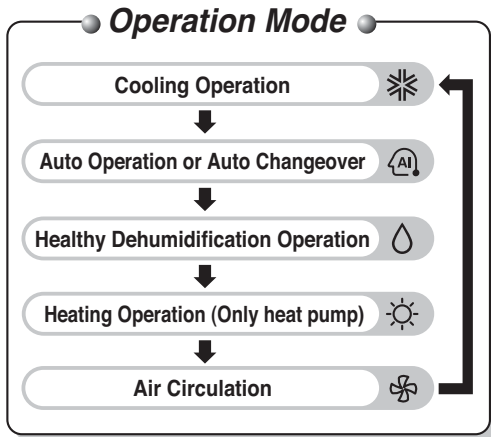 Operation Mode
Cooling Operation
Auto Operation or Auto Changeover
AI
Healthy Dehumidification Operation
Heating Operation (Only heat pump)
Air Circulation